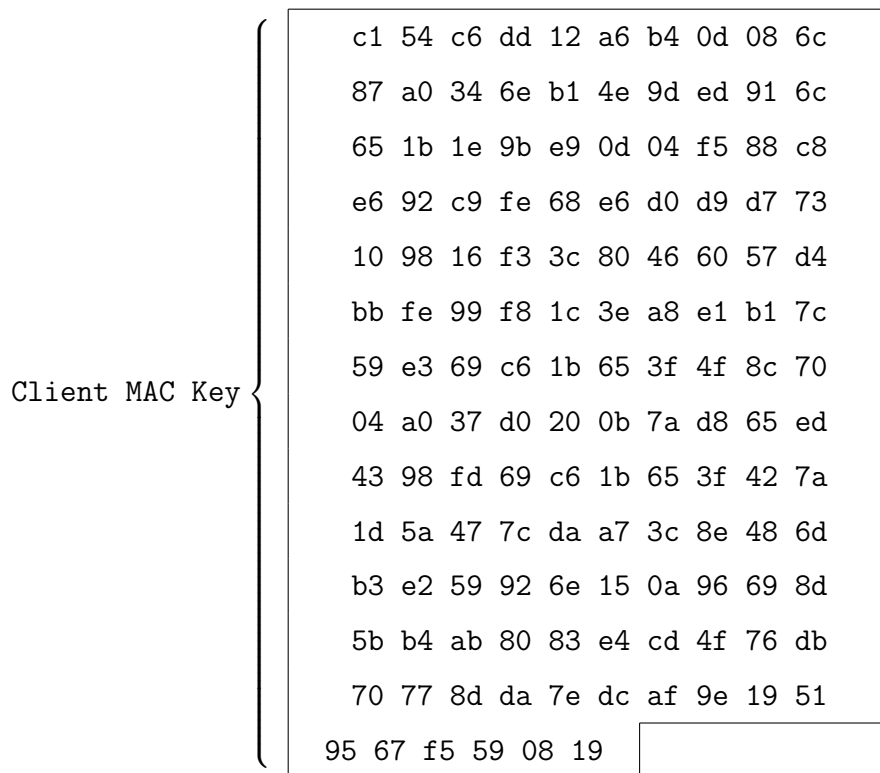 c1 54 c6 dd 12 a6 b4 0d 08 6c
87 a0 34 6e b1 4e 9d ed 91 6c
65 1b 1e 9b e9 0d 04 f5 88 c8
e6 92 c9 fe 68 e6 d0 d9 d7 73
10 98 16 f3 3c 80 46 60 57 d4
bb fe 99 f8 1c 3e a8 e1 b1 7c
Client MAC Key 59 e3 69 c6 1b 65 3f 4f 8c 70
04 a0 37 d0 20 0b 7a d8 65 ed
43 98 fd 69 c6 1b 65 3f 42 7a
1d 5a 47 7c da a7 3c 8e 48 6d
b3 e2 59 92 6e 15 0a 96 69 8d
5b b4 ab 80 83 e4 cd 4f 76 db
70 77 8d da 7e dc af 9e 19 51
95 67 f5 59 08 19